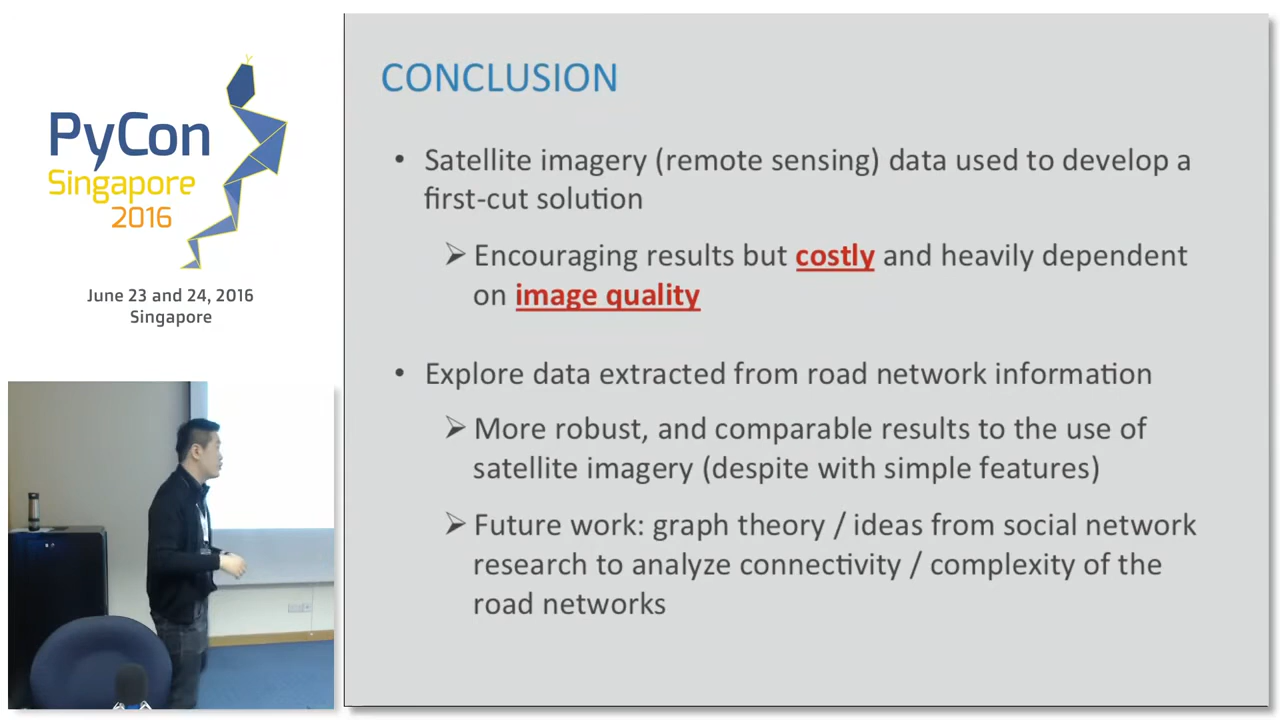 PyCon
Singapore
2016
June 23 and 24, 2016
Singapore
CONCLUSION
• Satellite imagery (remote sensing) data used to develop a
first-cut solution
➢ Encouraging results but costly and heavily dependent
on image quality
• Explore data extracted from road network information
➢ More robust, and comparable results to the use of
satellite imagery (despite with simple features)
➢ Future work: graph theory / ideas from social network
research to analyze connectivity / complexity of the
road networks